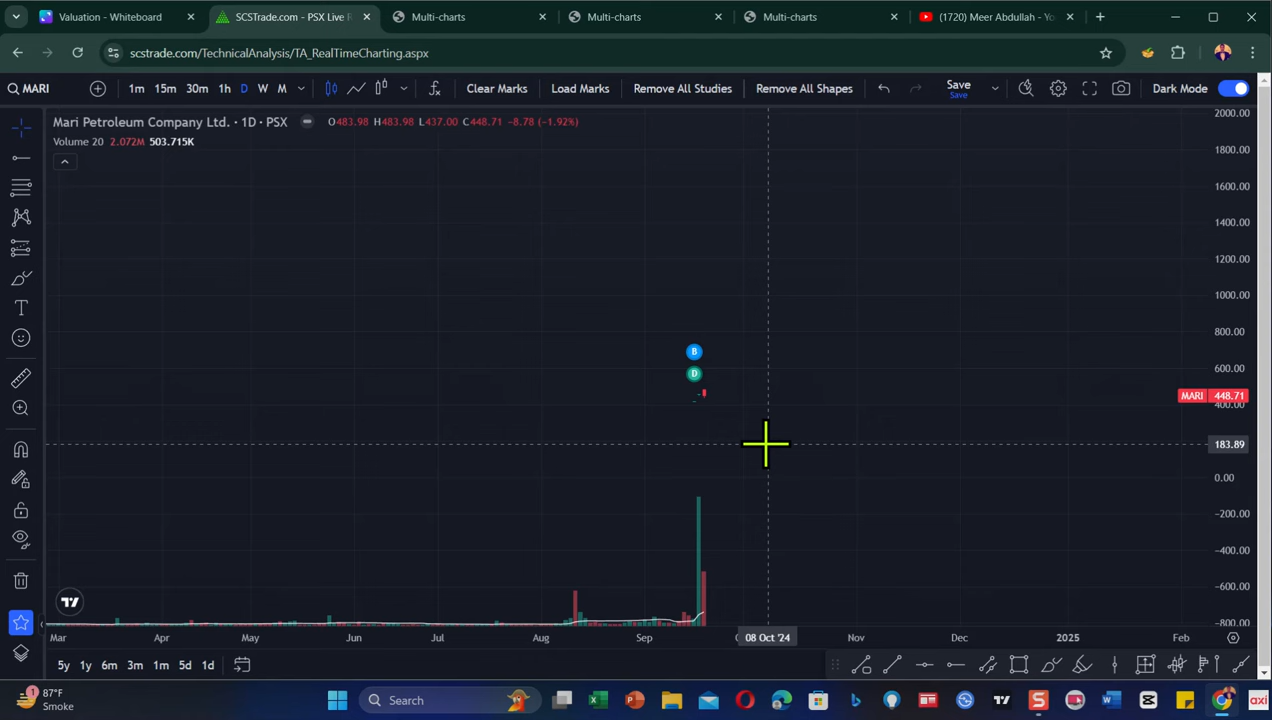 Valuation - Whiteboard
SCSTrade.com - PSX Live R
Multi-charts
Multi-charts
Multi-charts
(1720) Meer Abdullah - Yo
scstrade.com/TechnicalAnalysis/TA_RealTimeCharting.aspx
MARI
1m 15m 30m 1h D W M
Clear Marks
Load Marks
Remove All Studies
Remove All Shapes
Save
Save
Dark Mode
Mari Petroleum Company Ltd. · 1D · PSX O483.98 H483.98 L437.00 C448.71 −8.78 (−1.92%)
Volume 20 2.072M 503.715K
2000.00
1800.00
1600.00
1400.00
1200.00
1000.00
800.00
B
600.00
D
MARI 448.71
400.00
183.89
0.00
−200.00
−400.00
−600.00
−800.00
Mar Apr May Jun Jul Aug Sep 08 Oct '24 Nov Dec 2025 Feb
5y 1y 6m 3m 1m 5d 1d
1
87°F
Smoke
Search
axi